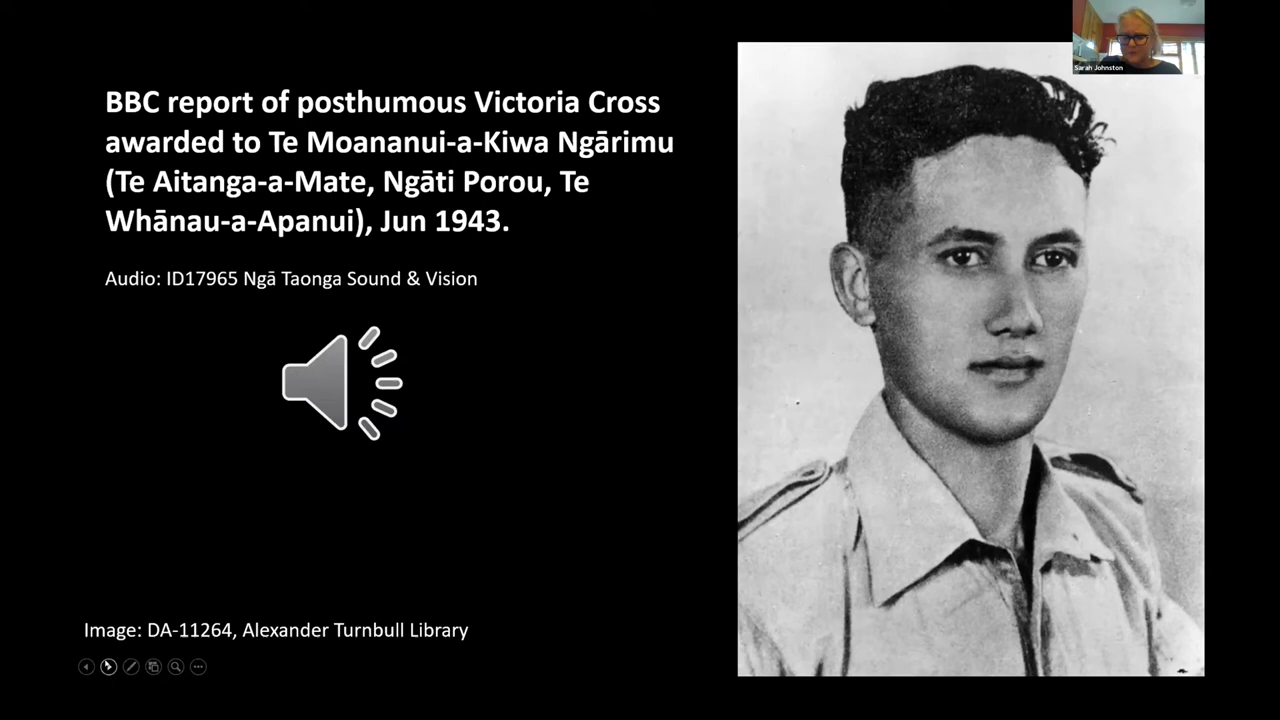 Sarah Johnston
BBC report of posthumous Victoria Cross
awarded to Te Moananui-a-Kiwa Ngārimu
(Te Aitanga-a-Mate, Ngāti Porou, Te
Whānau-a-Apanui), Jun 1943.
Audio: ID17965 Ngā Taonga Sound & Vision
Image: DA-11264, Alexander Turnbull Library